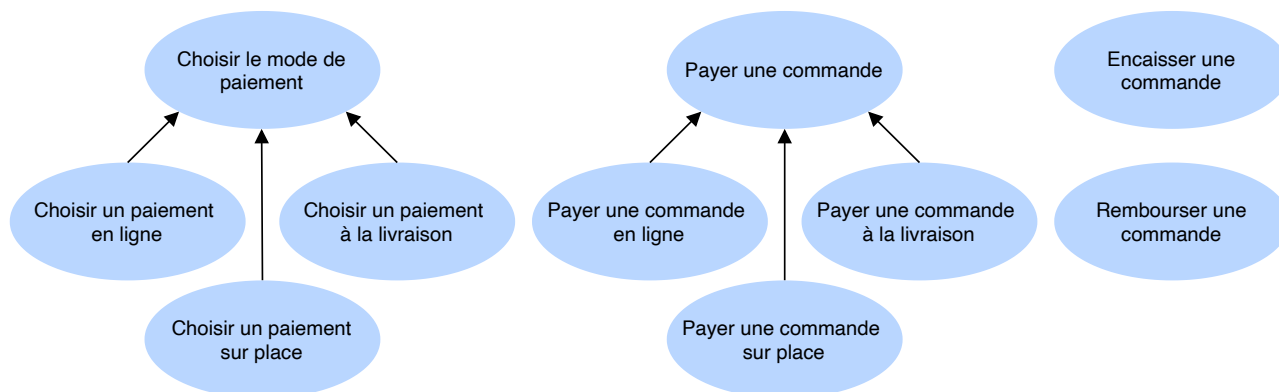 Choisir le mode de
paiement
Payer une commande
Encaisser une
commande
Choisir un paiement
en ligne
Choisir un paiement
à la livraison
Payer une commande
en ligne
Payer une commande
à la livraison
Rembourser une
commande
Choisir un paiement
sur place
Payer une commande
sur place